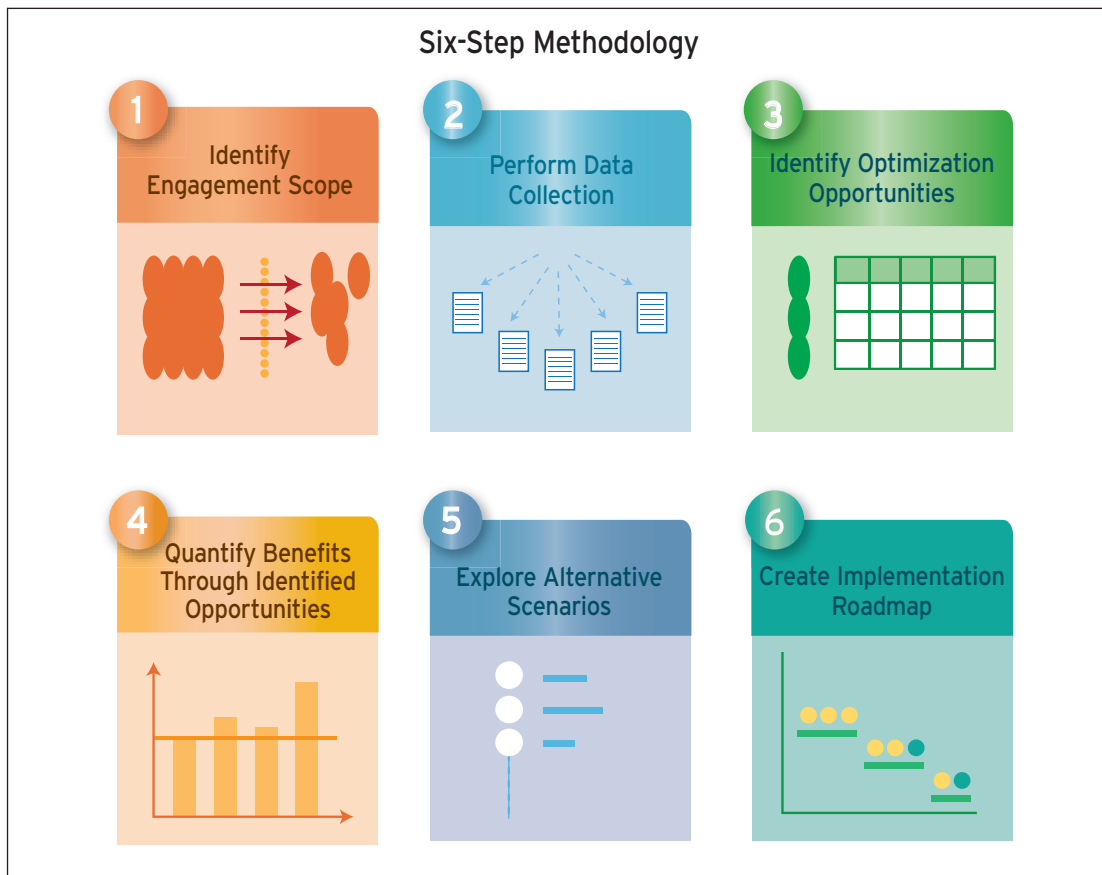 Six-Step Methodology
1
Identify
Engagement Scope
2
Perform Data
Collection
3
Identify Optimization
Opportunities
4
Quantify Benefits
Through Identified
Opportunities
5
Explore Alternative
Scenarios
6
Create Implementation
Roadmap